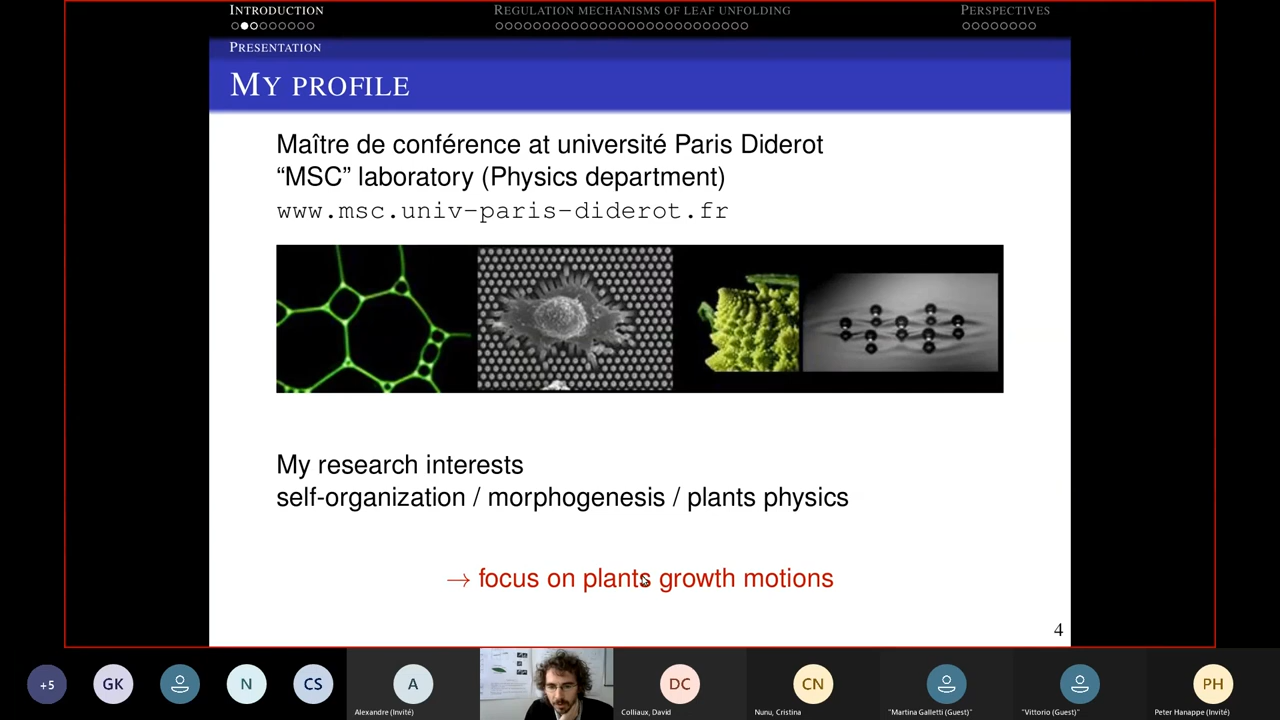 INTRODUCTION
REGULATION MECHANISMS OF LEAF UNFOLDING
PERSPECTIVES
PRESENTATION
MY PROFILE
Maître de conférence at université Paris Diderot
“MSC” laboratory (Physics department)
www.msc.univ-paris-diderot.fr
My research interests
self-organization / morphogenesis / plants physics
→ focus on plants growth motions
4
+5
GK
N
CS
A
DC
CN
PH
Alexandre (Invité)
Colliaux, David
Nunu, Cristina
"Martina Galletti (Guest)"
"Vittorio (Guest)"
Peter Hanappe (Invité)